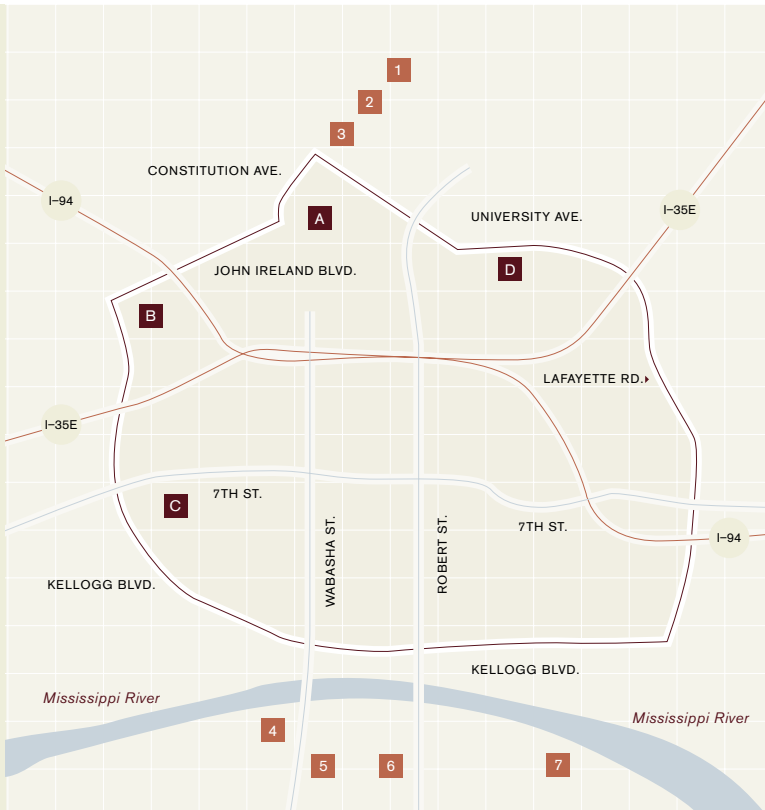 1
2
3
CONSTITUTION AVE.
I–94
I–35E
A
UNIVERSITY AVE.
D
JOHN IRELAND BLVD.
B
LAFAYETTE RD.
I–35E
7TH ST.
C
WABASHA ST.
ROBERT ST.
7TH ST.
I–94
KELLOGG BLVD.
KELLOGG BLVD.
Mississippi River
Mississippi River
4
5
6
7